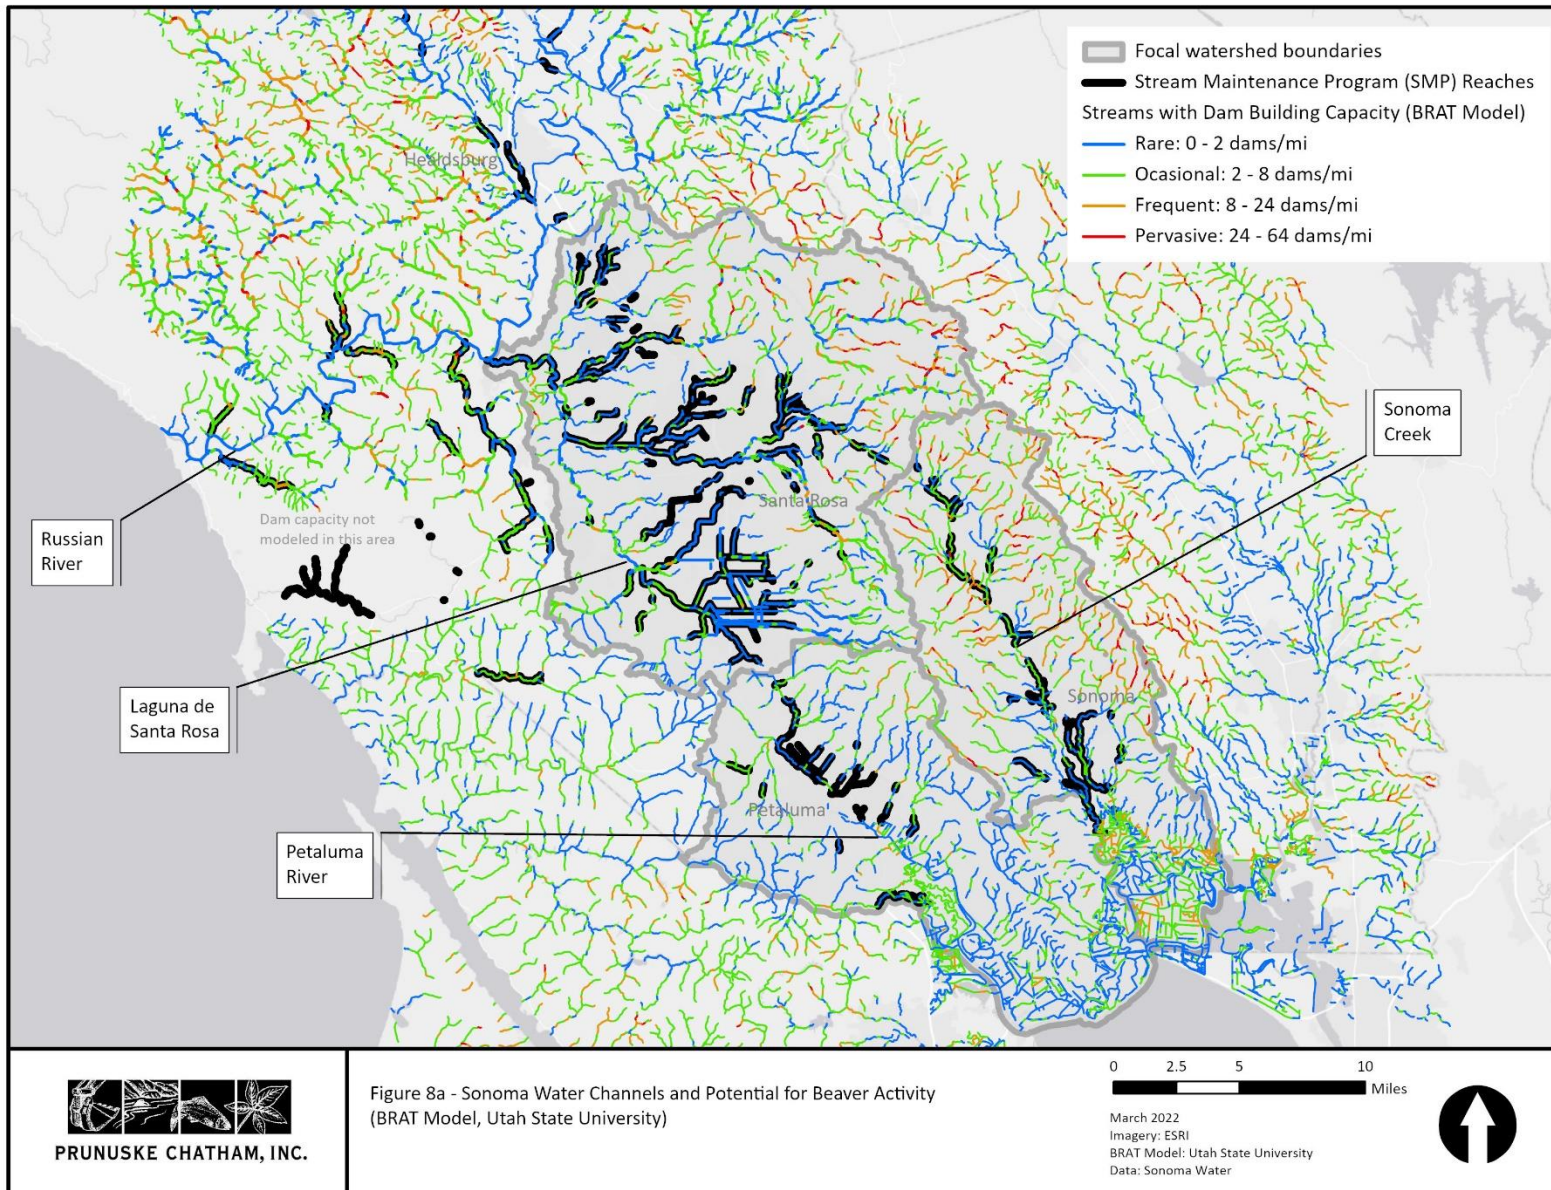 Focal watershed boundaries
Stream Maintenance Program (SMP) Reaches
Streams with Dam Building Capacity (BRAT Model)
Rare: 0 - 2 dams/mi
Ocasional: 2 - 8 dams/mi
Frequent: 8 - 24 dams/mi
Pervasive: 24 - 64 dams/mi
Healdsburg
Sonoma
Creek
Santa Rosa
Dam capacity not
modeled in this area
Russian
River
Laguna de
Santa Rosa
Sonoma
Petaluma
Petaluma
River
PRUNUSKE CHATHAM, INC.
Figure 8a - Sonoma Water Channels and Potential for Beaver Activity
(BRAT Model, Utah State University)
0 2.5 5 10
Miles
March 2022
Imagery: ESRI
BRAT Model: Utah State University
Data: Sonoma Water